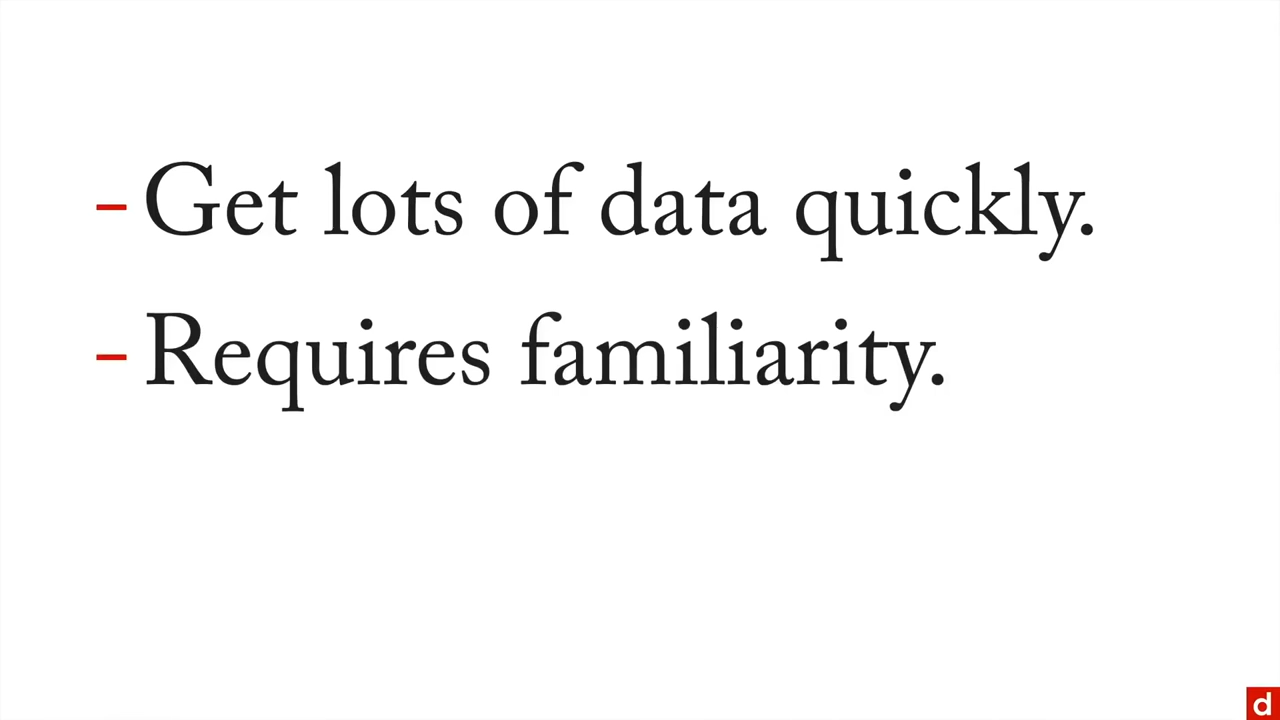 - Get lots of data quickly.
- Requires familiarity.
d